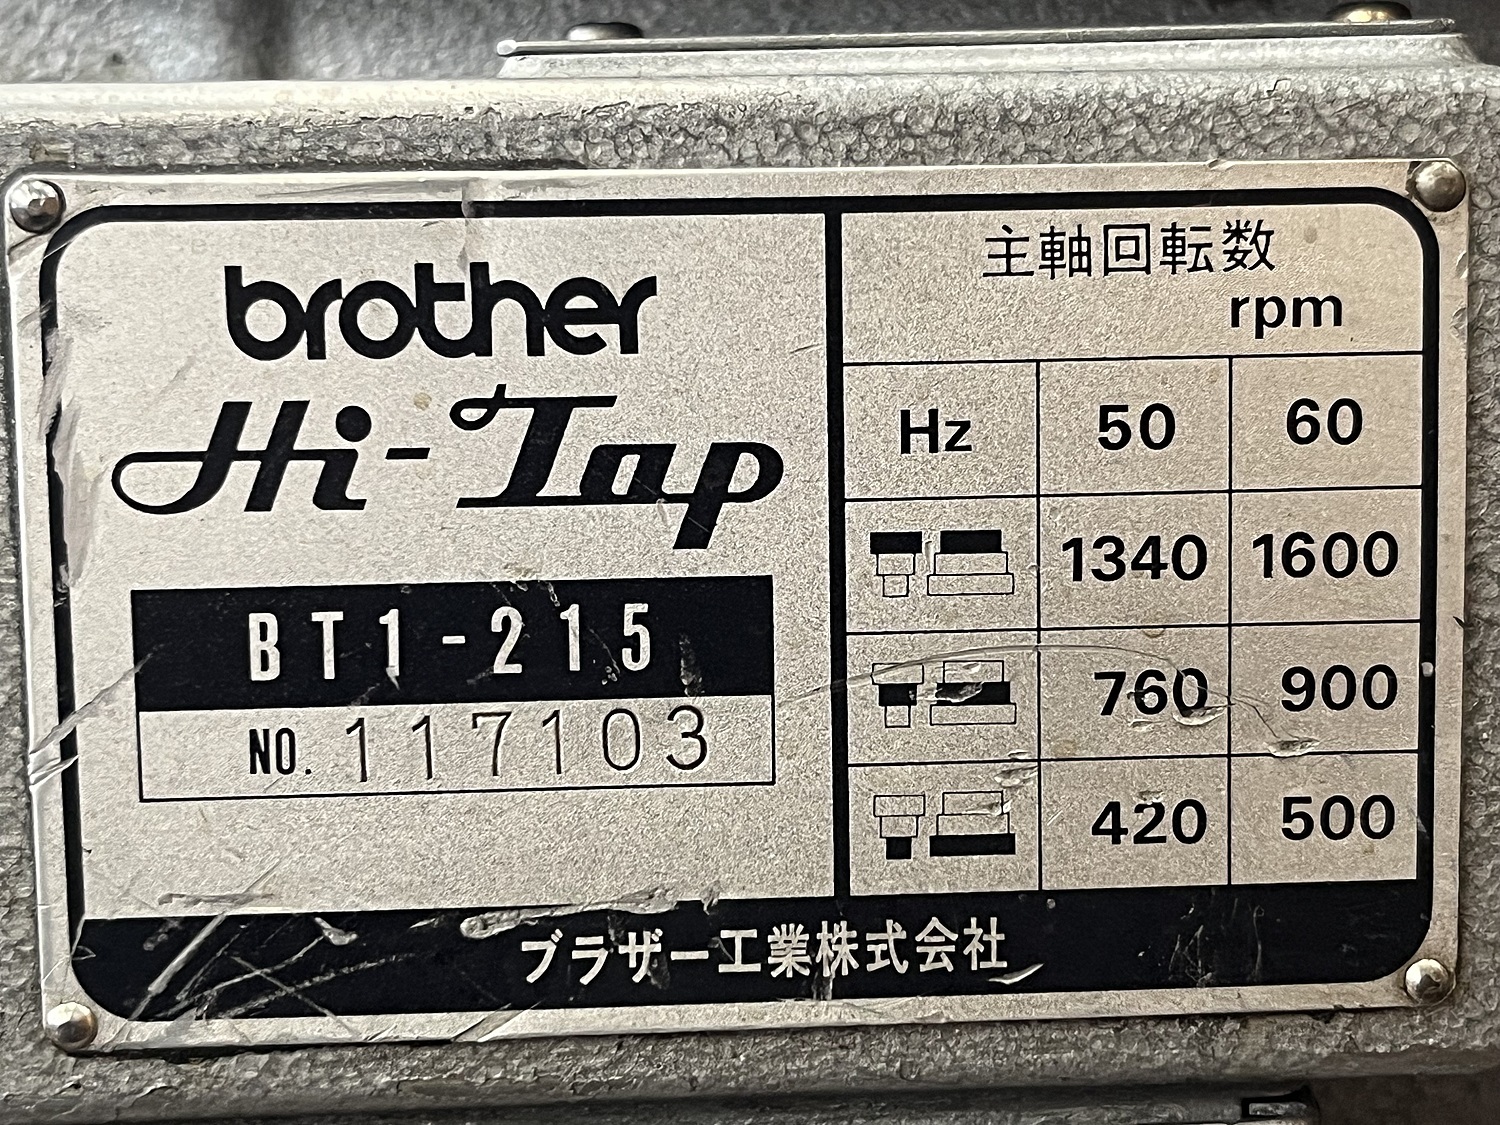 brother
Hi-Tap
BT1-215
NO. 117103
主軸回転数
rpm
Hz 50 60
1340 1600
760 900
420 500
ブラザー工業株式会社